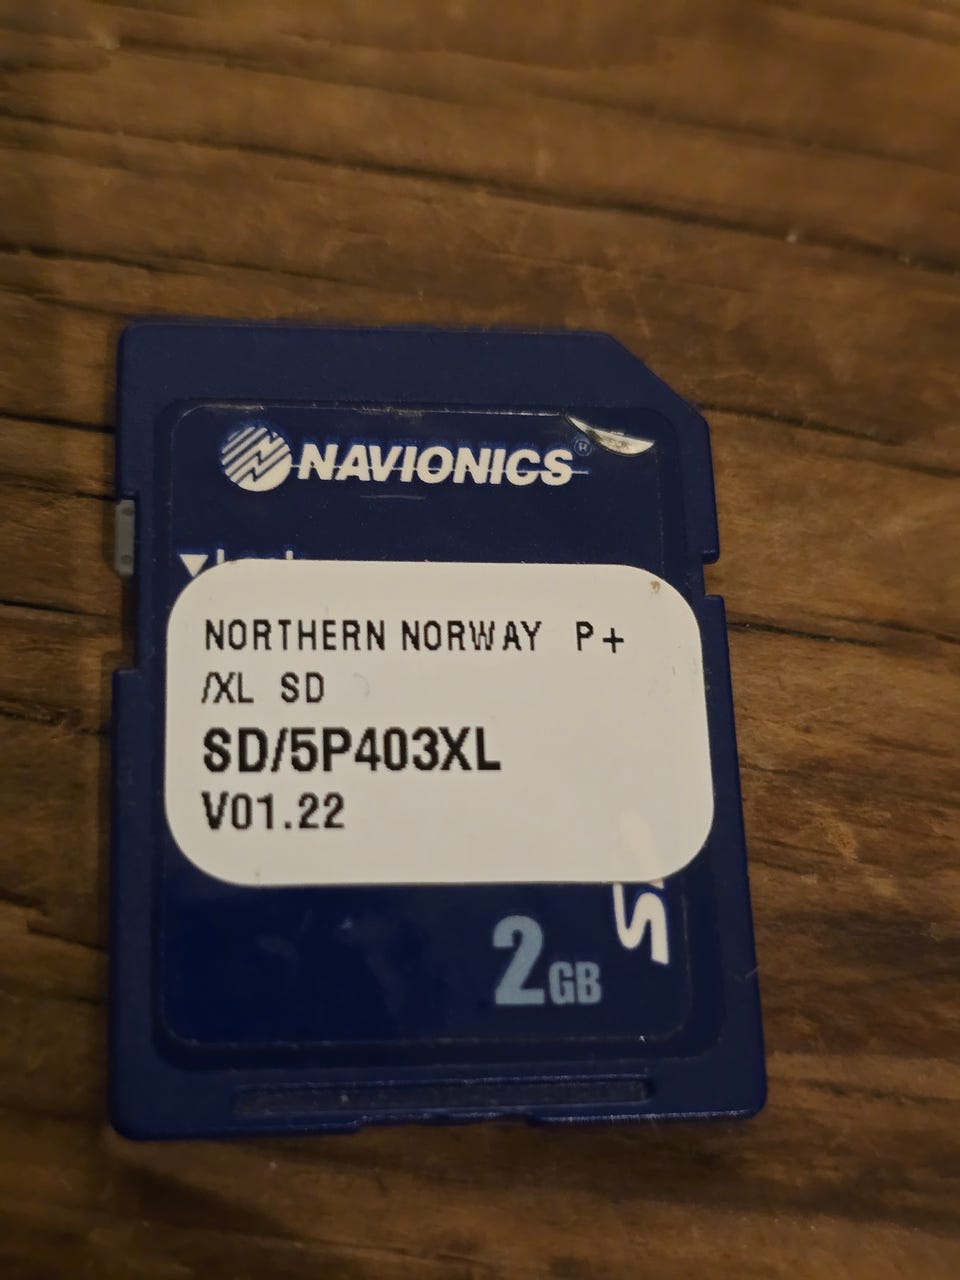 NAVIONICS®
NORTHERN NORWAY P+
/XL SD
SD/5P403XL
V01.22
2GB